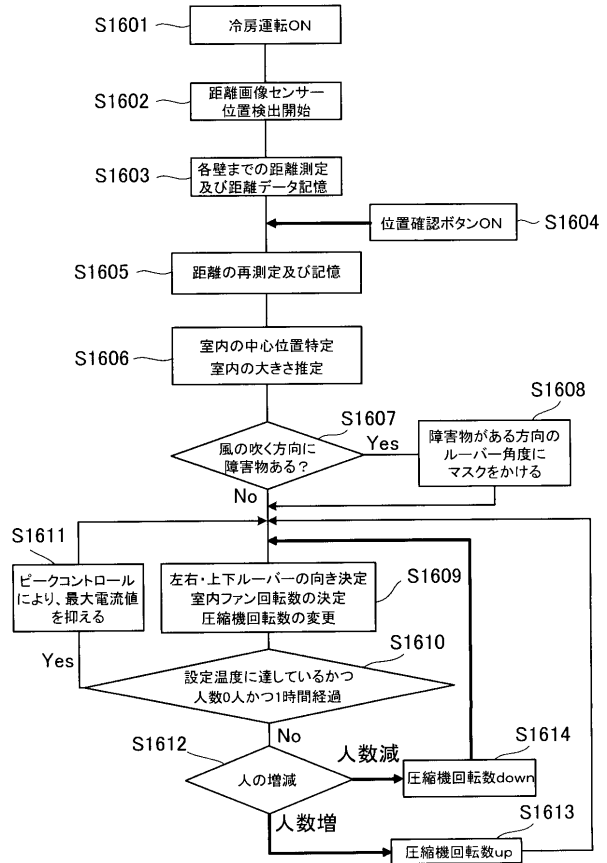 S1601
冷房運転ON
S1602
距離画像センサー
位置検出開始
S1603
各壁までの距離測定
及び距離データ記憶
位置確認ボタンON
S1604
S1605
距離の再測定及び記憶
S1606
室内の中心位置特定
室内の大きさ推定
S1607
風の吹く方向に
障害物ある?
Yes
S1608
障害物がある方向の
ルーバー角度に
マスクをかける
No
S1611
ピークコントロール
により、最大電流値
を抑える
S1609
左右・上下ルーバーの向き決定
室内ファン回転数の決定
圧縮機回転数の変更
Yes
S1610
設定温度に達しているかつ
人数0人かつ1時間経過
No
S1612
人の増減
人数減
S1614
圧縮機回転数down
人数増
S1613
圧縮機回転数up